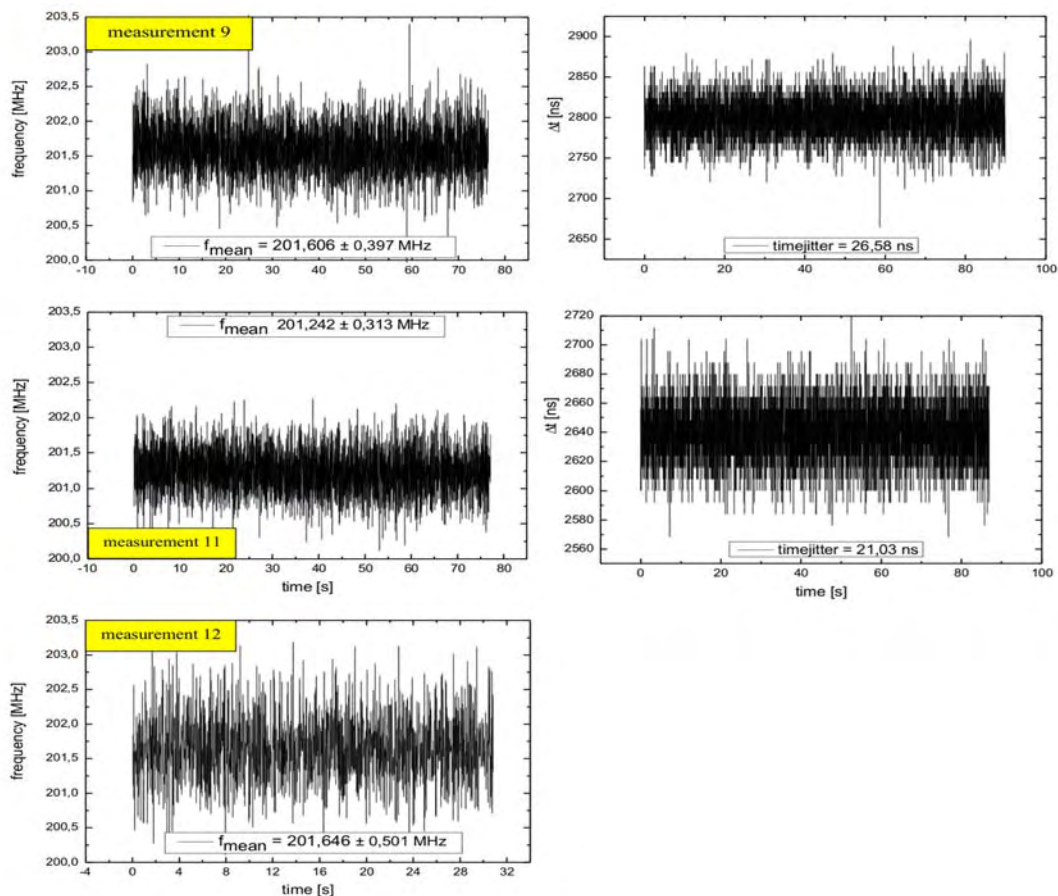 measurement 9
203,5
203,0
202,5
202,0
201,5
201,0
200,5
200,0
frequency [MHz]
f_mean = 201,606 ± 0,397 MHz
-10 0 10 20 30 40 50 60 70 80
2900
2850
2800
2750
2700
2650
Δt [ns]
timejitter = 26,58 ns
0 20 40 60 80 100
203,5
203,0
202,5
202,0
201,5
201,0
200,5
200,0
frequency [MHz]
f_mean 201,242 ± 0,313 MHz
measurement 11
-10 0 10 20 30 40 50 60 70 80
time [s]
2720
2700
2680
2660
2640
2620
2600
2580
2560
Δt [ns]
timejitter = 21,03 ns
0 20 40 60 80 100
time [s]
measurement 12
203,5
203,0
202,5
202,0
201,5
201,0
200,5
200,0
frequency [MHz]
f_mean = 201,646 ± 0,501 MHz
-4 0 4 8 12 16 20 24 28 32
time [s]